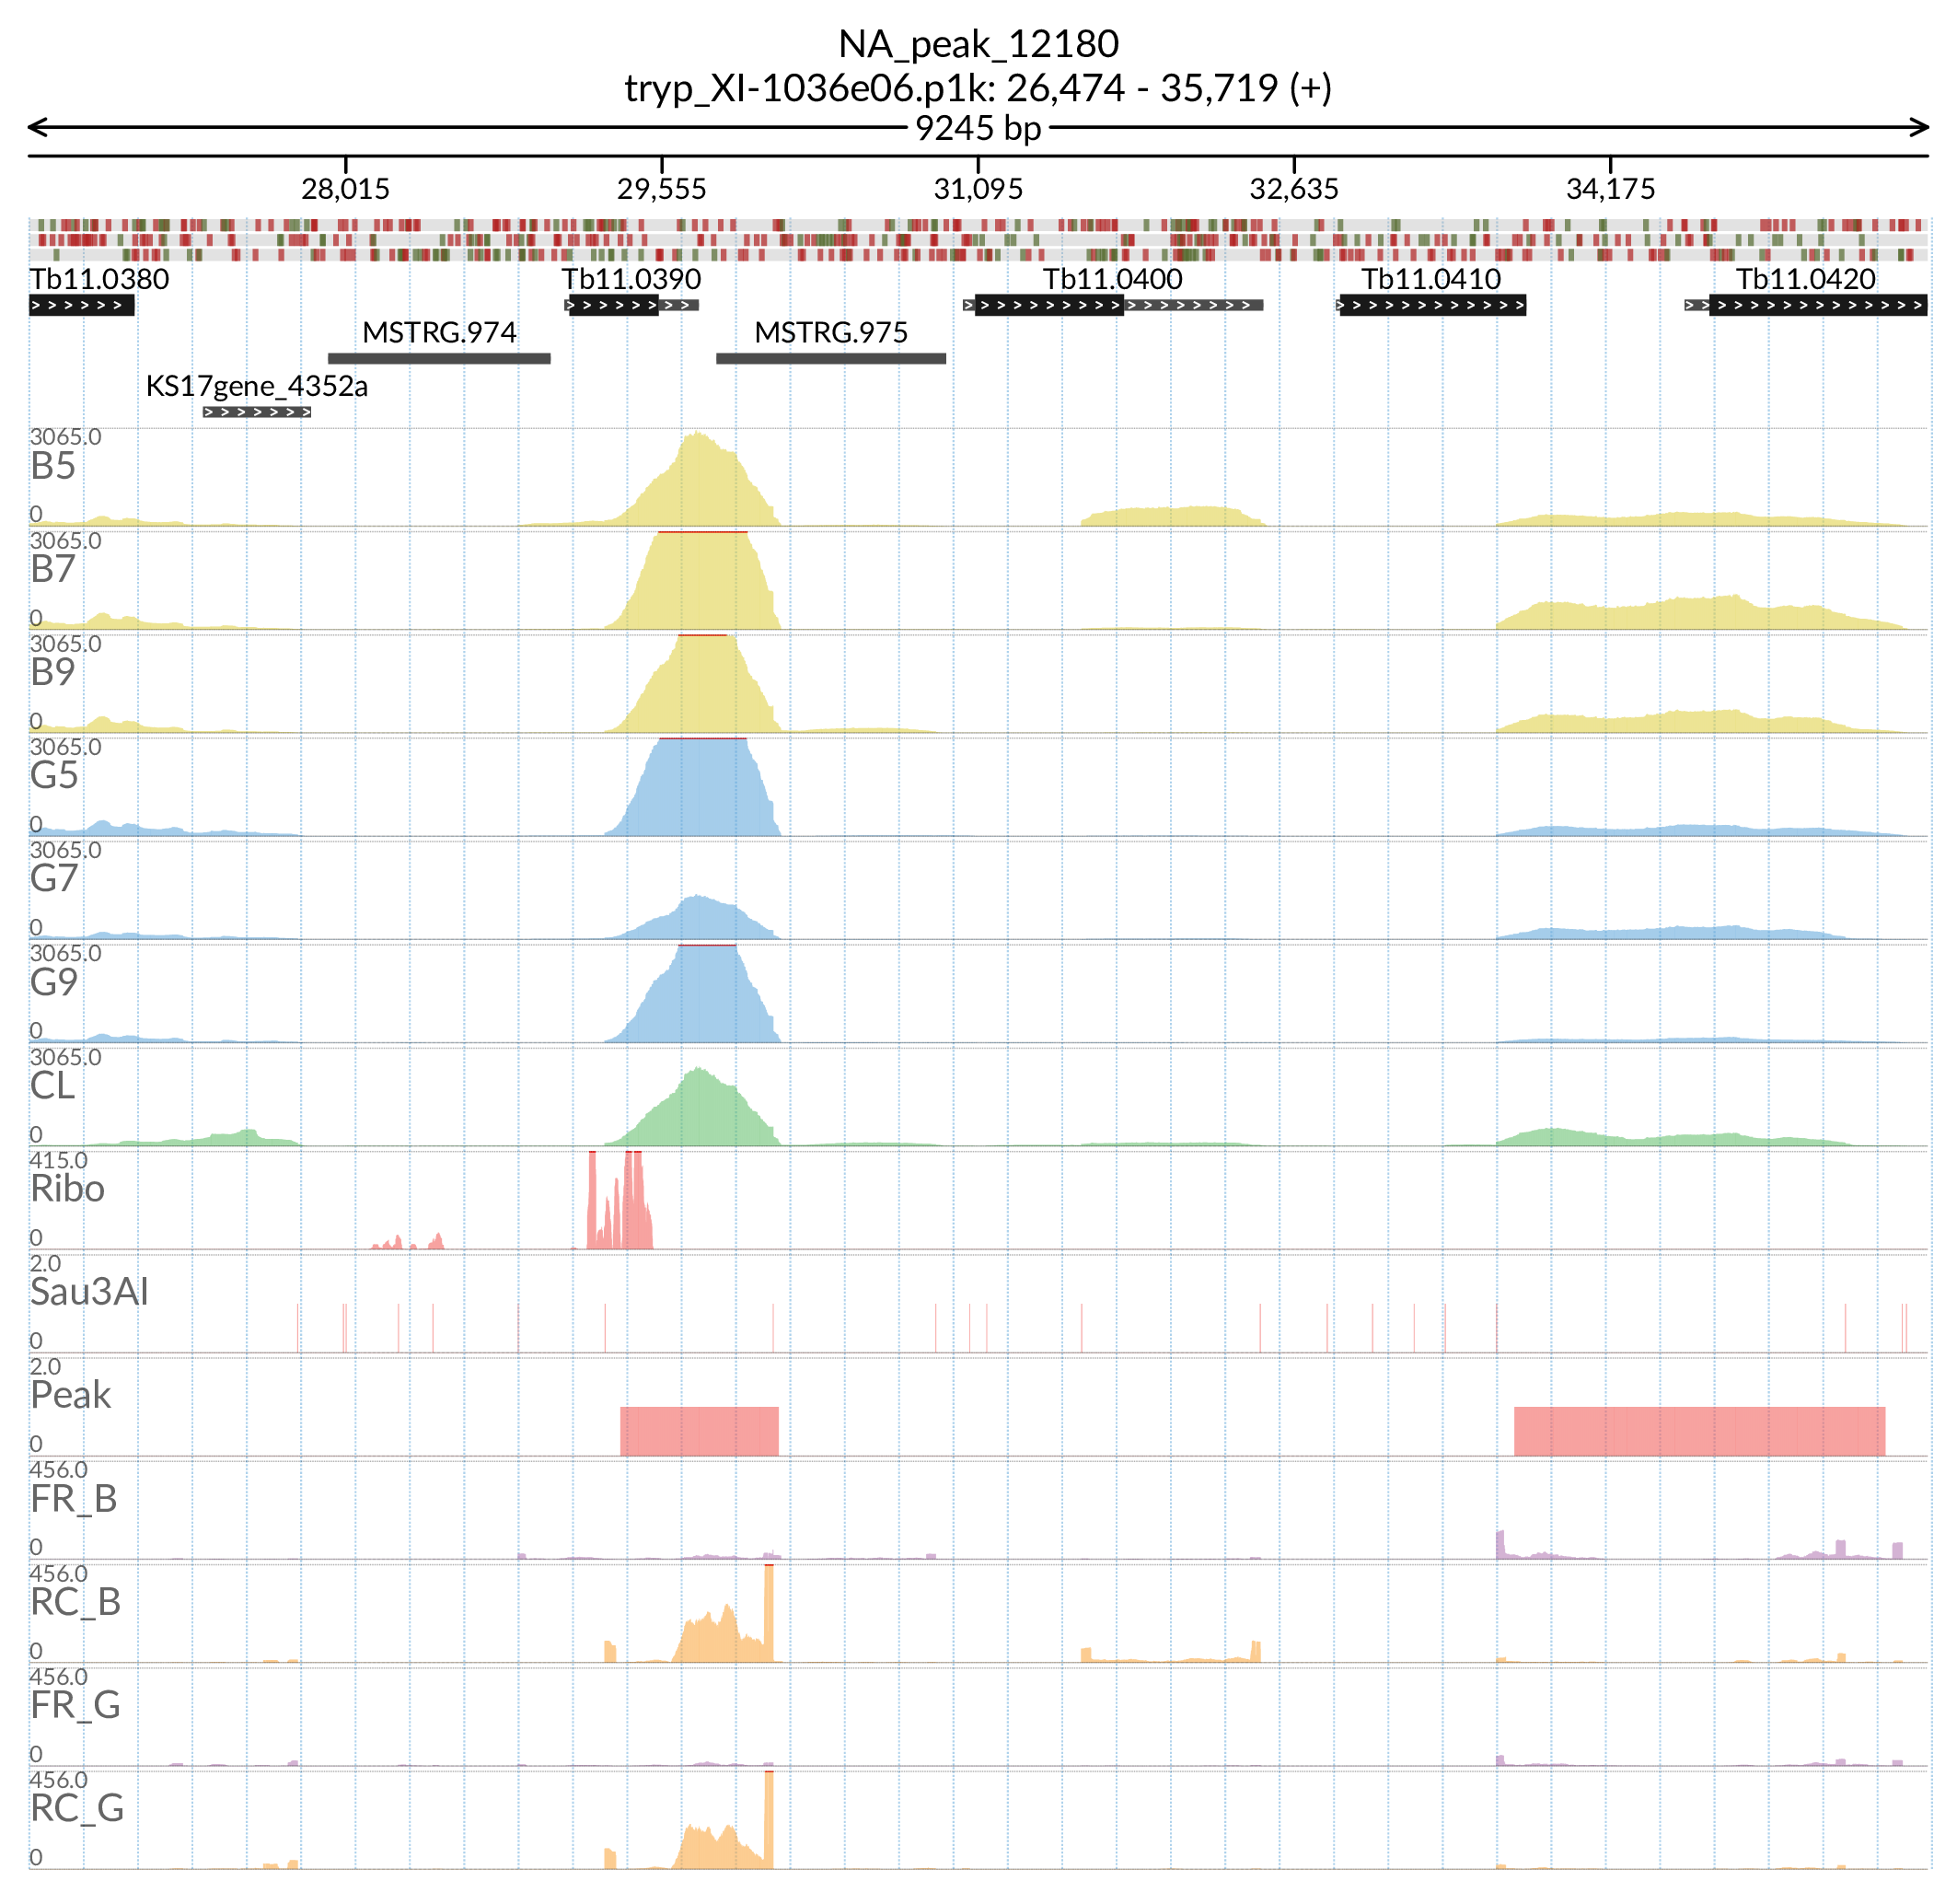 NA_peak_12180
tryp_XI-1036e06.p1k: 26,474 - 35,719 (+)
9245 bp
28,015 29,555 31,095 32,635 34,175
Tb11.0380 Tb11.0390 Tb11.0400 Tb11.0410 Tb11.0420
MSTRG.974 MSTRG.975
KS17gene_4352a
3065.0
B5
0
3065.0
B7
0
3065.0
B9
0
3065.0
G5
0
3065.0
G7
0
3065.0
G9
0
3065.0
CL
0
415.0
Ribo
0
2.0
Sau3AI
0
2.0
Peak
0
456.0
FR_B
0
456.0
RC_B
0
456.0
FR_G
0
456.0
RC_G
0